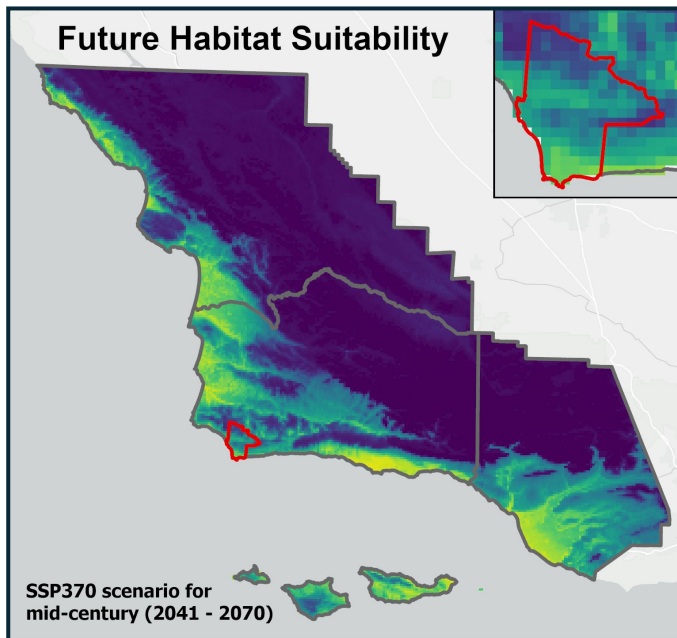 Future Habitat Suitability
SSP370 scenario for
mid-century (2041 - 2070)